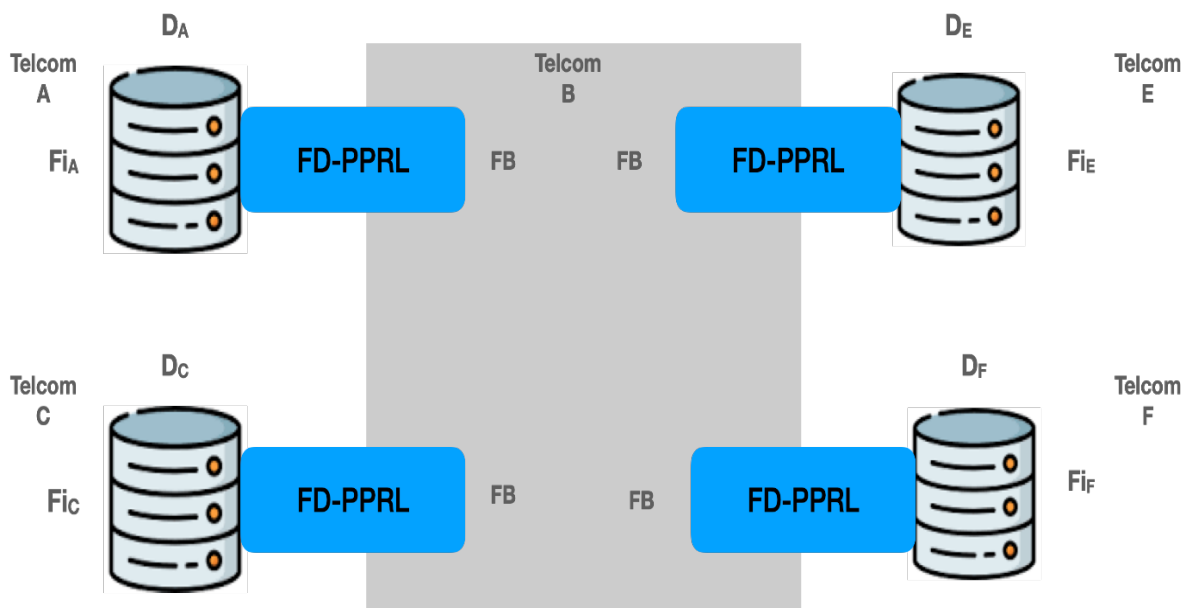 DA
DE
Telcom
A
Telcom
B
Telcom
E
FiA
FD-PPRL
FB
FB
FD-PPRL
FiE
DC
DF
Telcom
C
Telcom
F
FiC
FD-PPRL
FB
FB
FD-PPRL
FiF